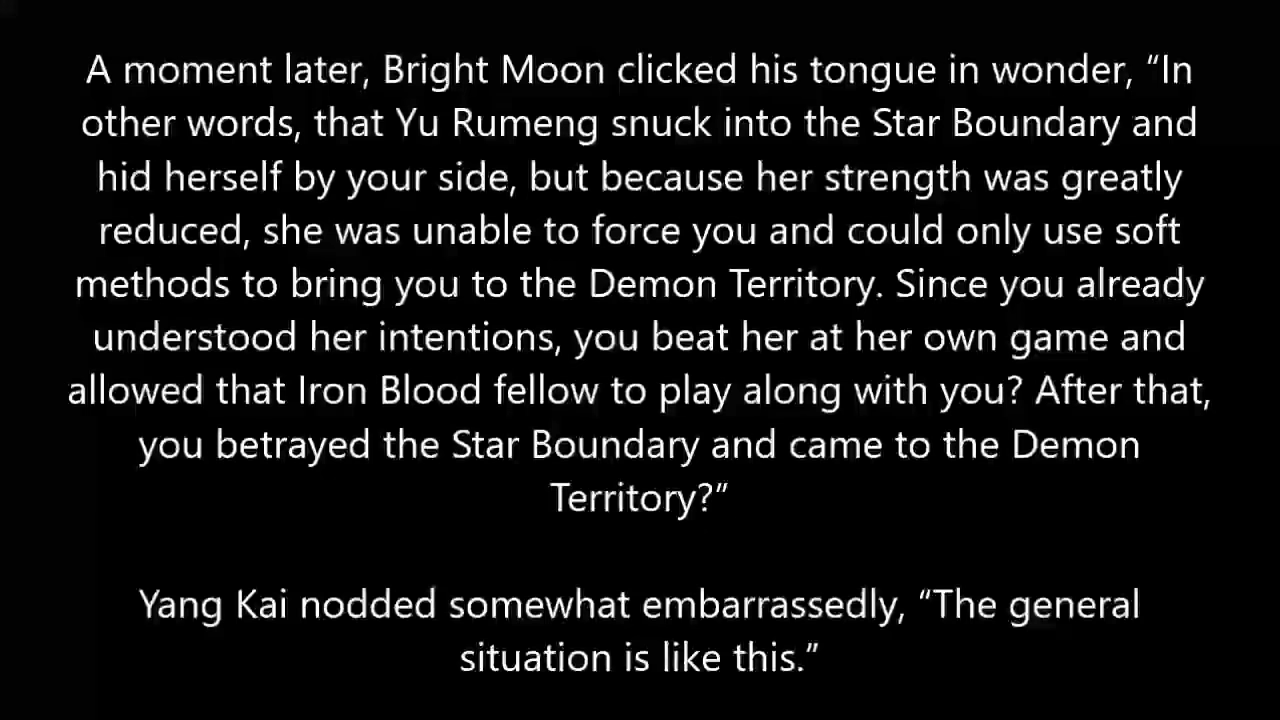 A moment later, Bright Moon clicked his tongue in wonder, “In
other words, that Yu Rumeng snuck into the Star Boundary and
hid herself by your side, but because her strength was greatly
reduced, she was unable to force you and could only use soft
methods to bring you to the Demon Territory. Since you already
understood her intentions, you beat her at her own game and
allowed that Iron Blood fellow to play along with you? After that,
you betrayed the Star Boundary and came to the Demon
Territory?”
Yang Kai nodded somewhat embarrassedly, “The general
situation is like this.”